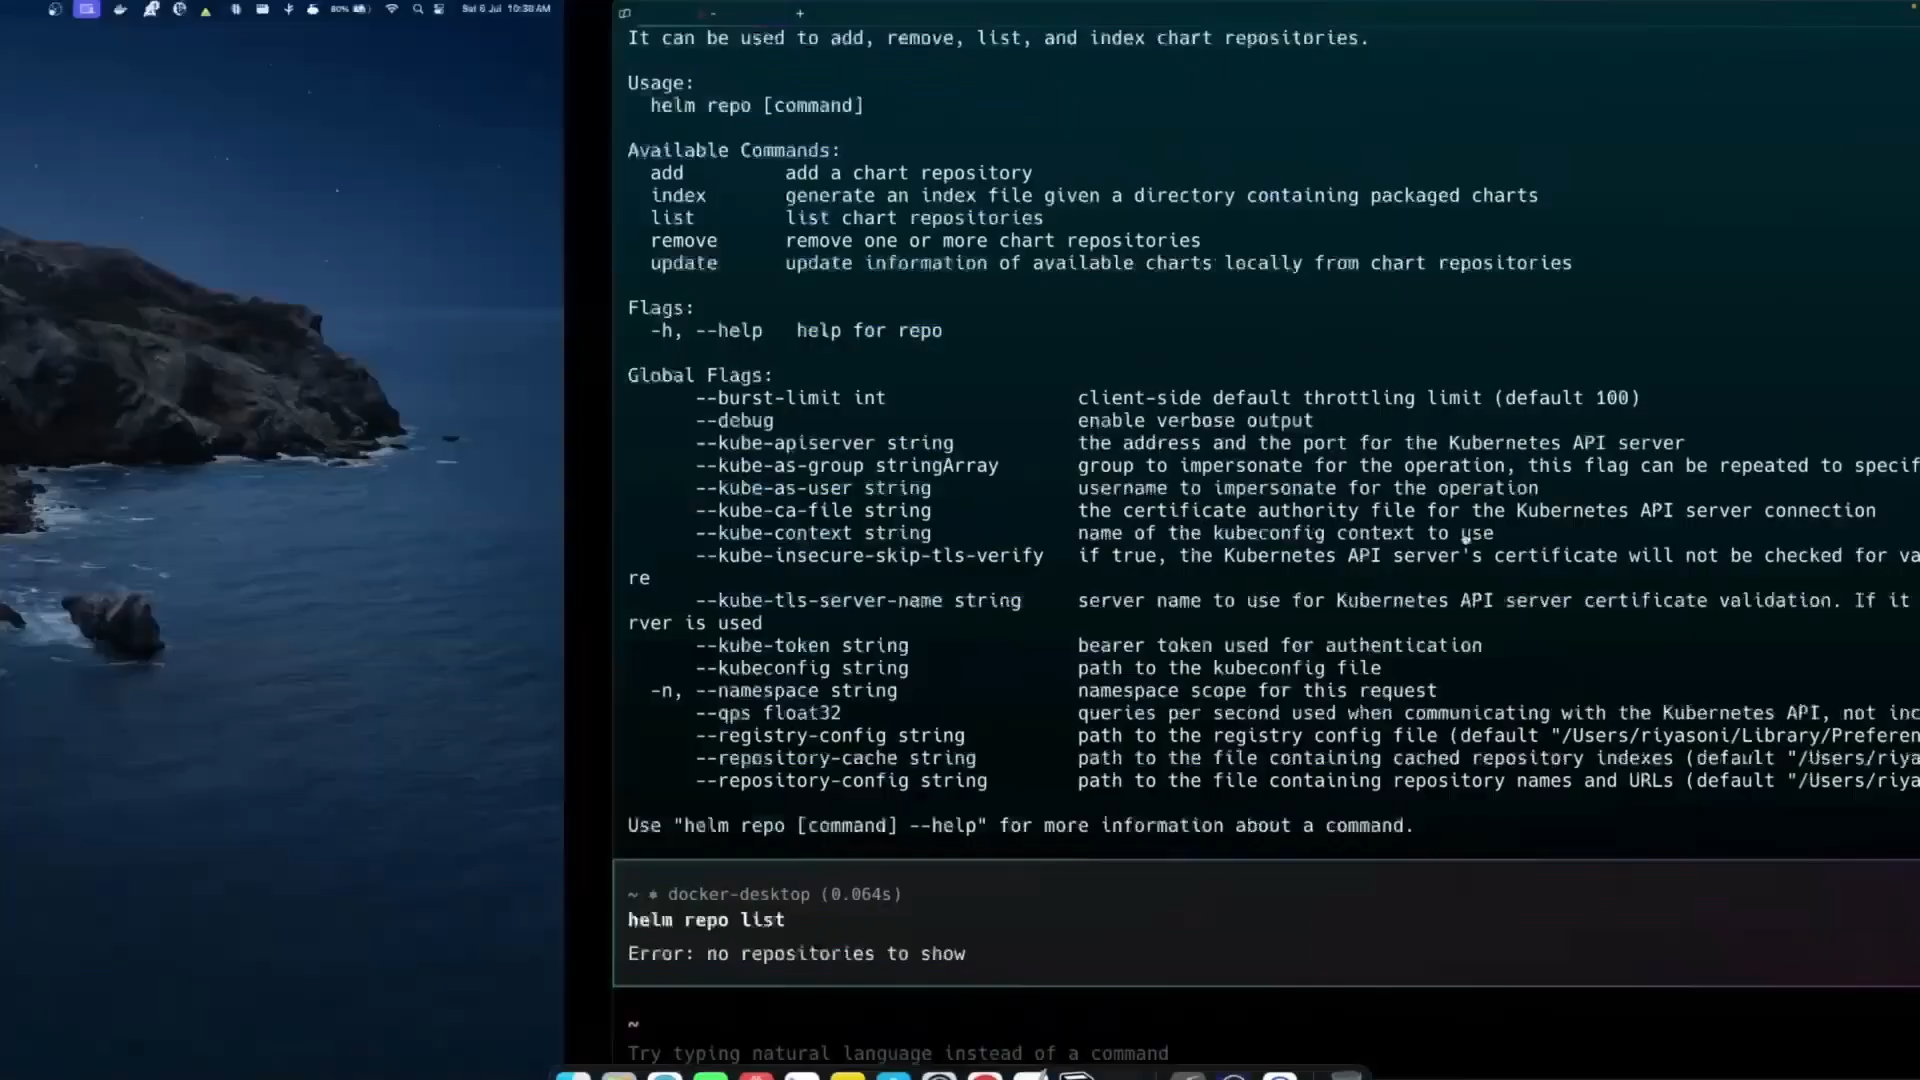 80%
Sat 6 Jul 10:38 AM
It can be used to add, remove, list, and index chart repositories.
Usage:
helm repo [command]
Available Commands:
add add a chart repository
index generate an index file given a directory containing packaged charts
list list chart repositories
remove remove one or more chart repositories
update update information of available charts locally from chart repositories
Flags:
-h, --help help for repo
Global Flags:
--burst-limit int client-side default throttling limit (default 100)
--debug enable verbose output
--kube-apiserver string the address and the port for the Kubernetes API server
--kube-as-group stringArray group to impersonate for the operation, this flag can be repeated to specif
--kube-as-user string username to impersonate for the operation
--kube-ca-file string the certificate authority file for the Kubernetes API server connection
--kube-context string name of the kubeconfig context to use
--kube-insecure-skip-tls-verify if true, the Kubernetes API server's certificate will not be checked for va
re
--kube-tls-server-name string server name to use for Kubernetes API server certificate validation. If it
rver is used
--kube-token string bearer token used for authentication
--kubeconfig string path to the kubeconfig file
-n, --namespace string namespace scope for this request
--qps float32 queries per second used when communicating with the Kubernetes API, not inc
--registry-config string path to the registry config file (default "/Users/riyasoni/Library/Preferen
--repository-cache string path to the file containing cached repository indexes (default "/Users/riya
--repository-config string path to the file containing repository names and URLs (default "/Users/riya
Use "helm repo [command] --help" for more information about a command.
~ ⎈ docker-desktop (0.064s)
helm repo list
Error: no repositories to show
~
Try typing natural language instead of a command